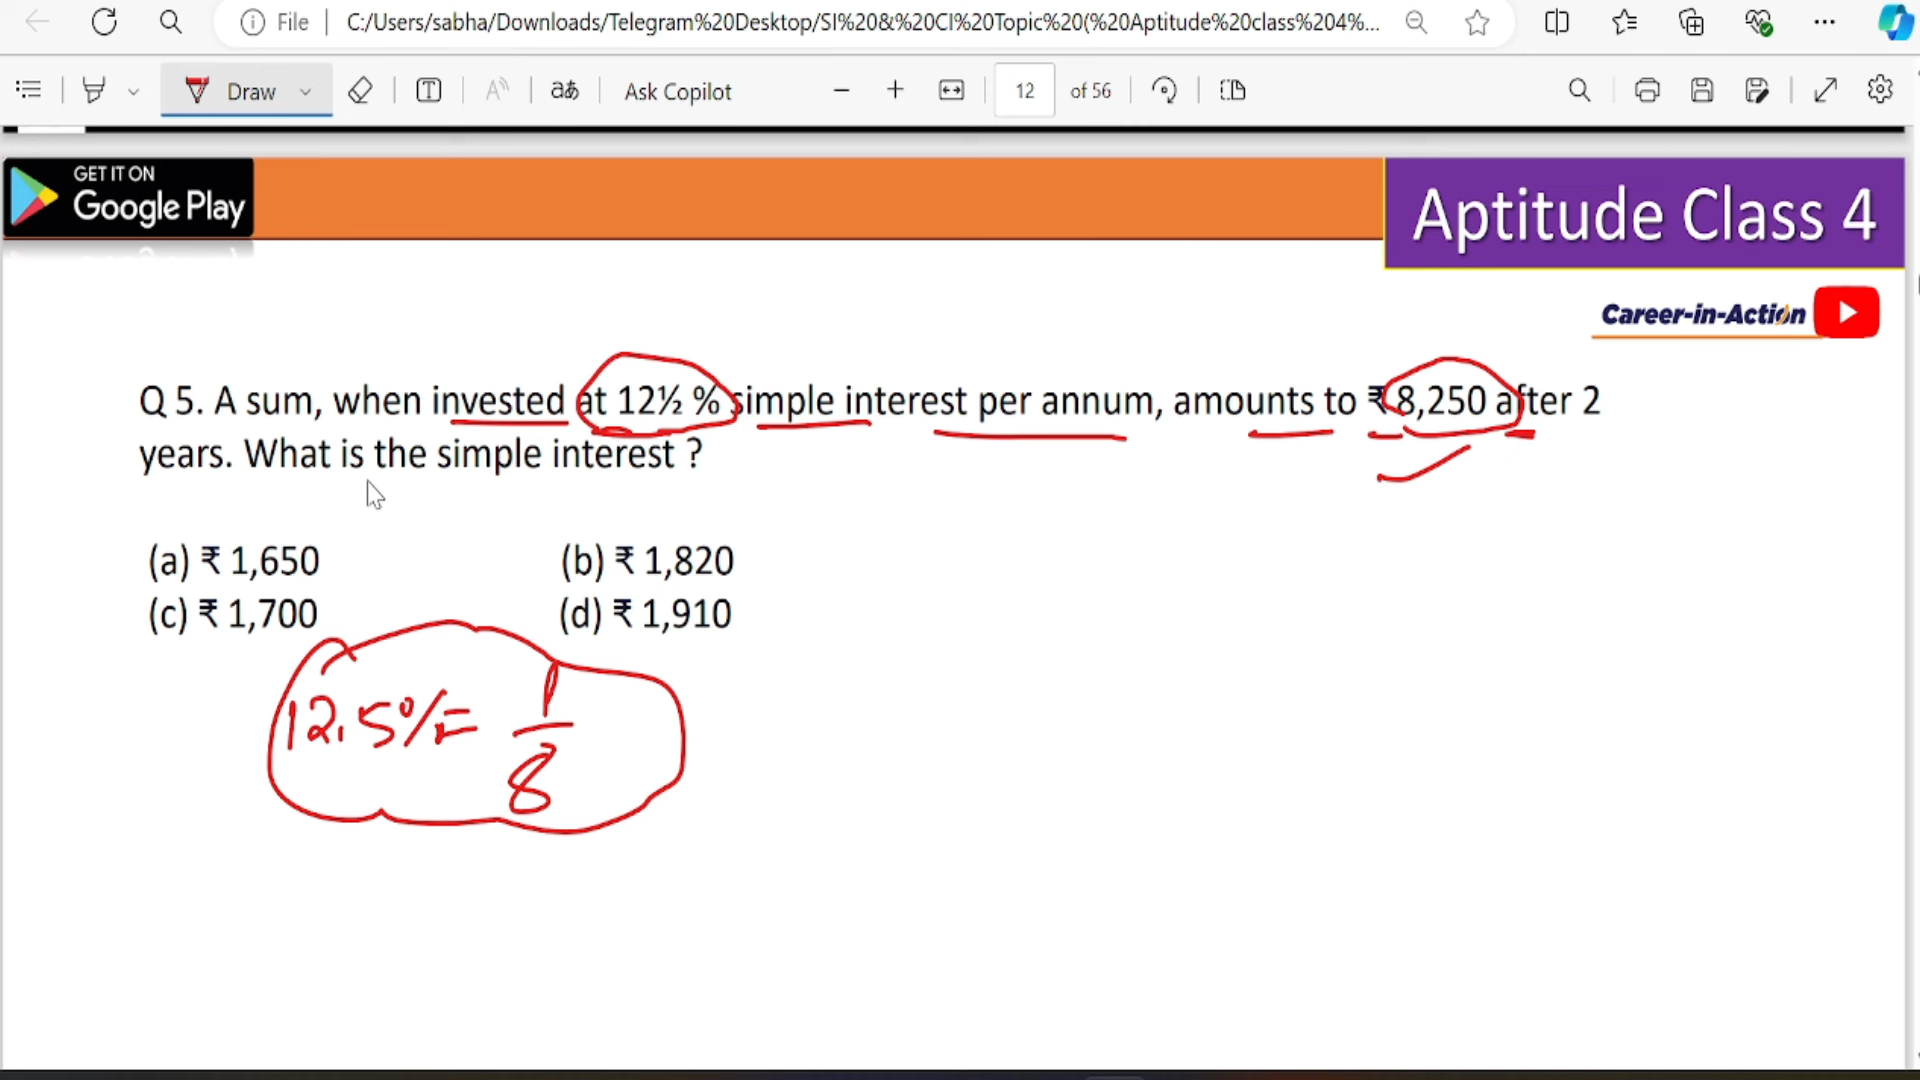 File
C:/Users/sabha/Downloads/Telegram%20Desktop/SI%20&%20CI%20Topic%20(%20Aptitude%20class%204%...
Draw
aあ
Ask Copilot
12 of 56
GET IT ON
Google Play
Aptitude Class 4
Career-in-Action
Q 5. A sum, when invested at 12½ % simple interest per annum, amounts to ₹ 8,250 after 2
years. What is the simple interest ?
(a) ₹ 1,650 (b) ₹ 1,820
(c) ₹ 1,700 (d) ₹ 1,910
12.5%= 1/8